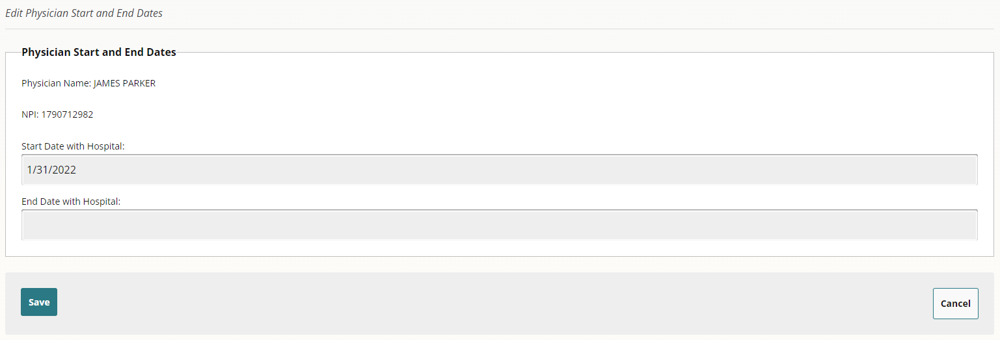 Edit Physician Start and End Dates
Physician Start and End Dates
Physician Name: JAMES PARKER
NPI: 1790712982
Start Date with Hospital:
1/31/2022
End Date with Hospital:
Save
Cancel